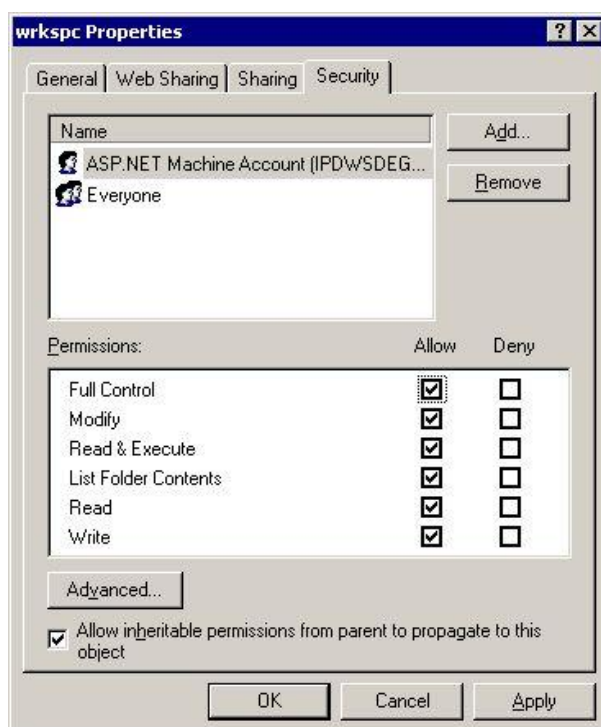 wrkspc Properties
General Web Sharing Sharing Security
Name
Add...
ASP.NET Machine Account (IPDWSDEG...
Remove
Everyone
Permissions: Allow Deny
Full Control
Modify
Read & Execute
List Folder Contents
Read
Write
Advanced...
Allow inheritable permissions from parent to propagate to this
object
OK Cancel Apply